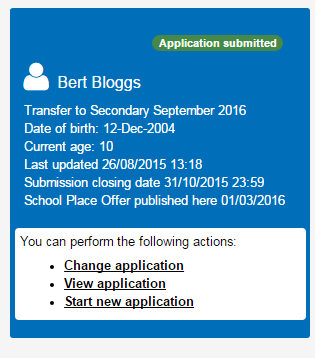 Application submitted
Bert Bloggs
Transfer to Secondary September 2016
Date of birth: 12-Dec-2004
Current age: 10
Last updated 26/08/2015 13:18
Submission closing date 31/10/2015 23:59
School Place Offer published here 01/03/2016
You can perform the following actions:
Change application
View application
Start new application